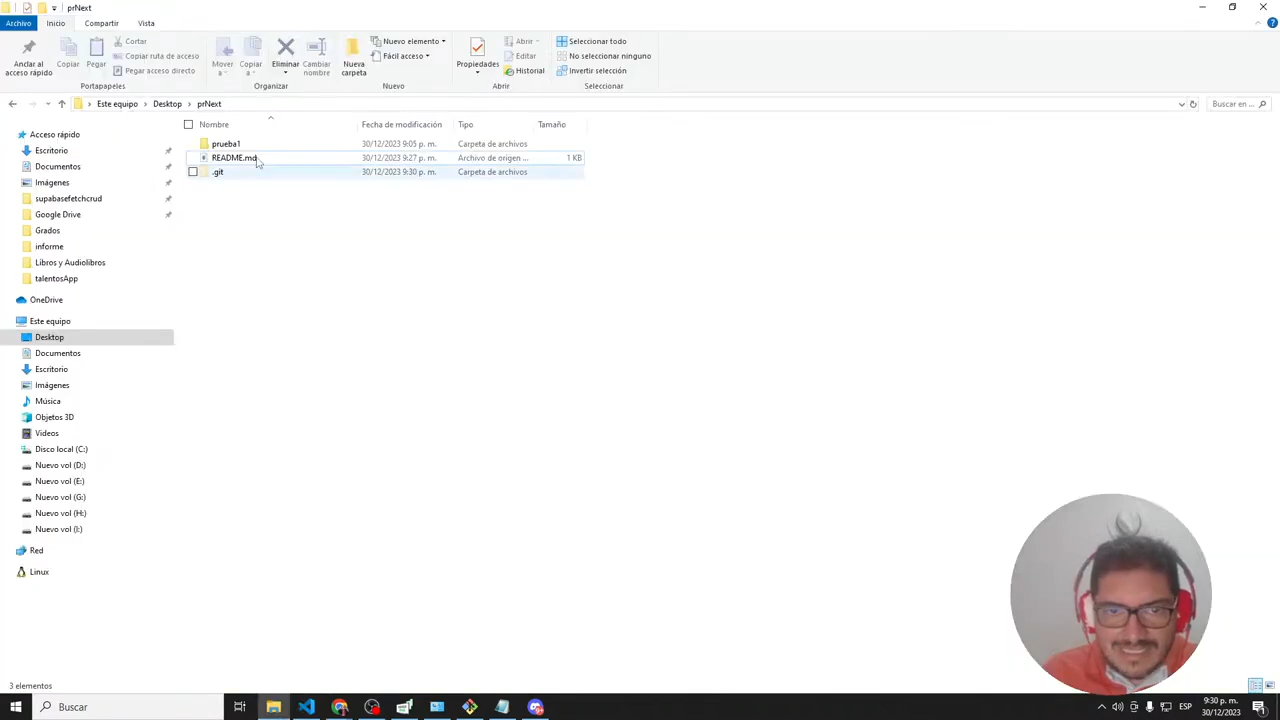 prNext
Archivo Inicio Compartir Vista
Anclar al acceso rápido
Copiar
Pegar
Cortar
Copiar ruta de acceso
Pegar acceso directo
Mover a
Copiar a
Eliminar
Cambiar nombre
Nueva carpeta
Nuevo elemento
Fácil acceso
Propiedades
Abrir
Editar
Historial
Seleccionar todo
No seleccionar ninguno
Invertir selección
Portapapeles Organizar Nuevo Abrir Seleccionar
Este equipo Desktop prNext
Buscar en ...
Nombre Fecha de modificación Tipo Tamaño
prueba1 30/12/2023 9:05 p. m. Carpeta de archivos
README.md 30/12/2023 9:27 p. m. Archivo de origen ... 1 KB
.git 30/12/2023 9:30 p. m. Carpeta de archivos
Acceso rápido
Escritorio
Documentos
Imágenes
supabasefetchcrud
Google Drive
Grados
informe
Libros y Audiolibros
talentosApp
OneDrive
Este equipo
Desktop
Documentos
Escritorio
Imágenes
Música
Objetos 3D
Videos
Disco local (C:)
Nuevo vol (D:)
Nuevo vol (E:)
Nuevo vol (G:)
Nuevo vol (H:)
Nuevo vol (I:)
Red
Linux
3 elementos
Buscar
ESP
9:30 p. m.
30/12/2023